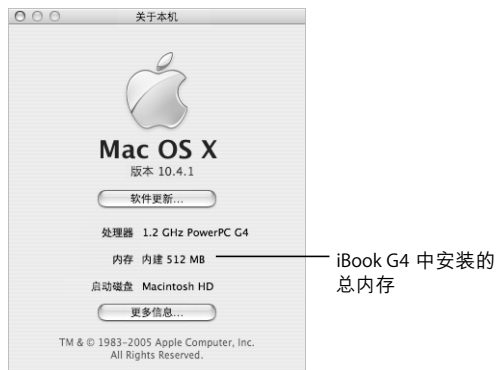 关于本机
Mac OS X
版本 10.4.1
软件更新...
处理器 1.2 GHz PowerPC G4
内存 内建 512 MB
iBook G4 中安装的
总内存
启动磁盘 Macintosh HD
更多信息...
TM & © 1983-2005 Apple Computer, Inc.
All Rights Reserved.